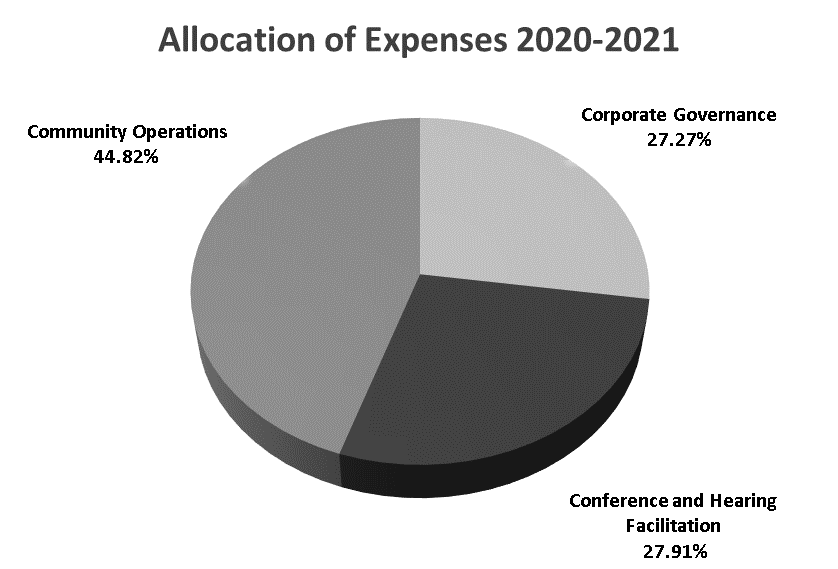 Allocation of Expenses 2020-2021
Community Operations
44.82%
Corporate Governance
27.27%
Conference and Hearing
Facilitation
27.91%